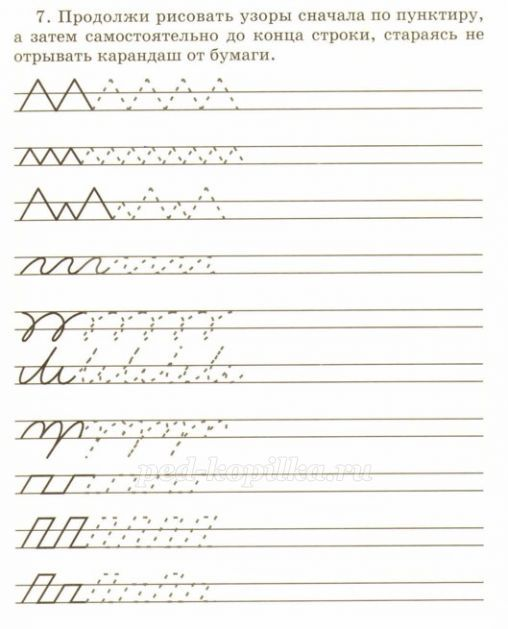 7. Продолжи рисовать узоры сначала по пунктиру,
а затем самостоятельно до конца строки, стараясь не
отрывать карандаш от бумаги.
ped-kopilka.ru